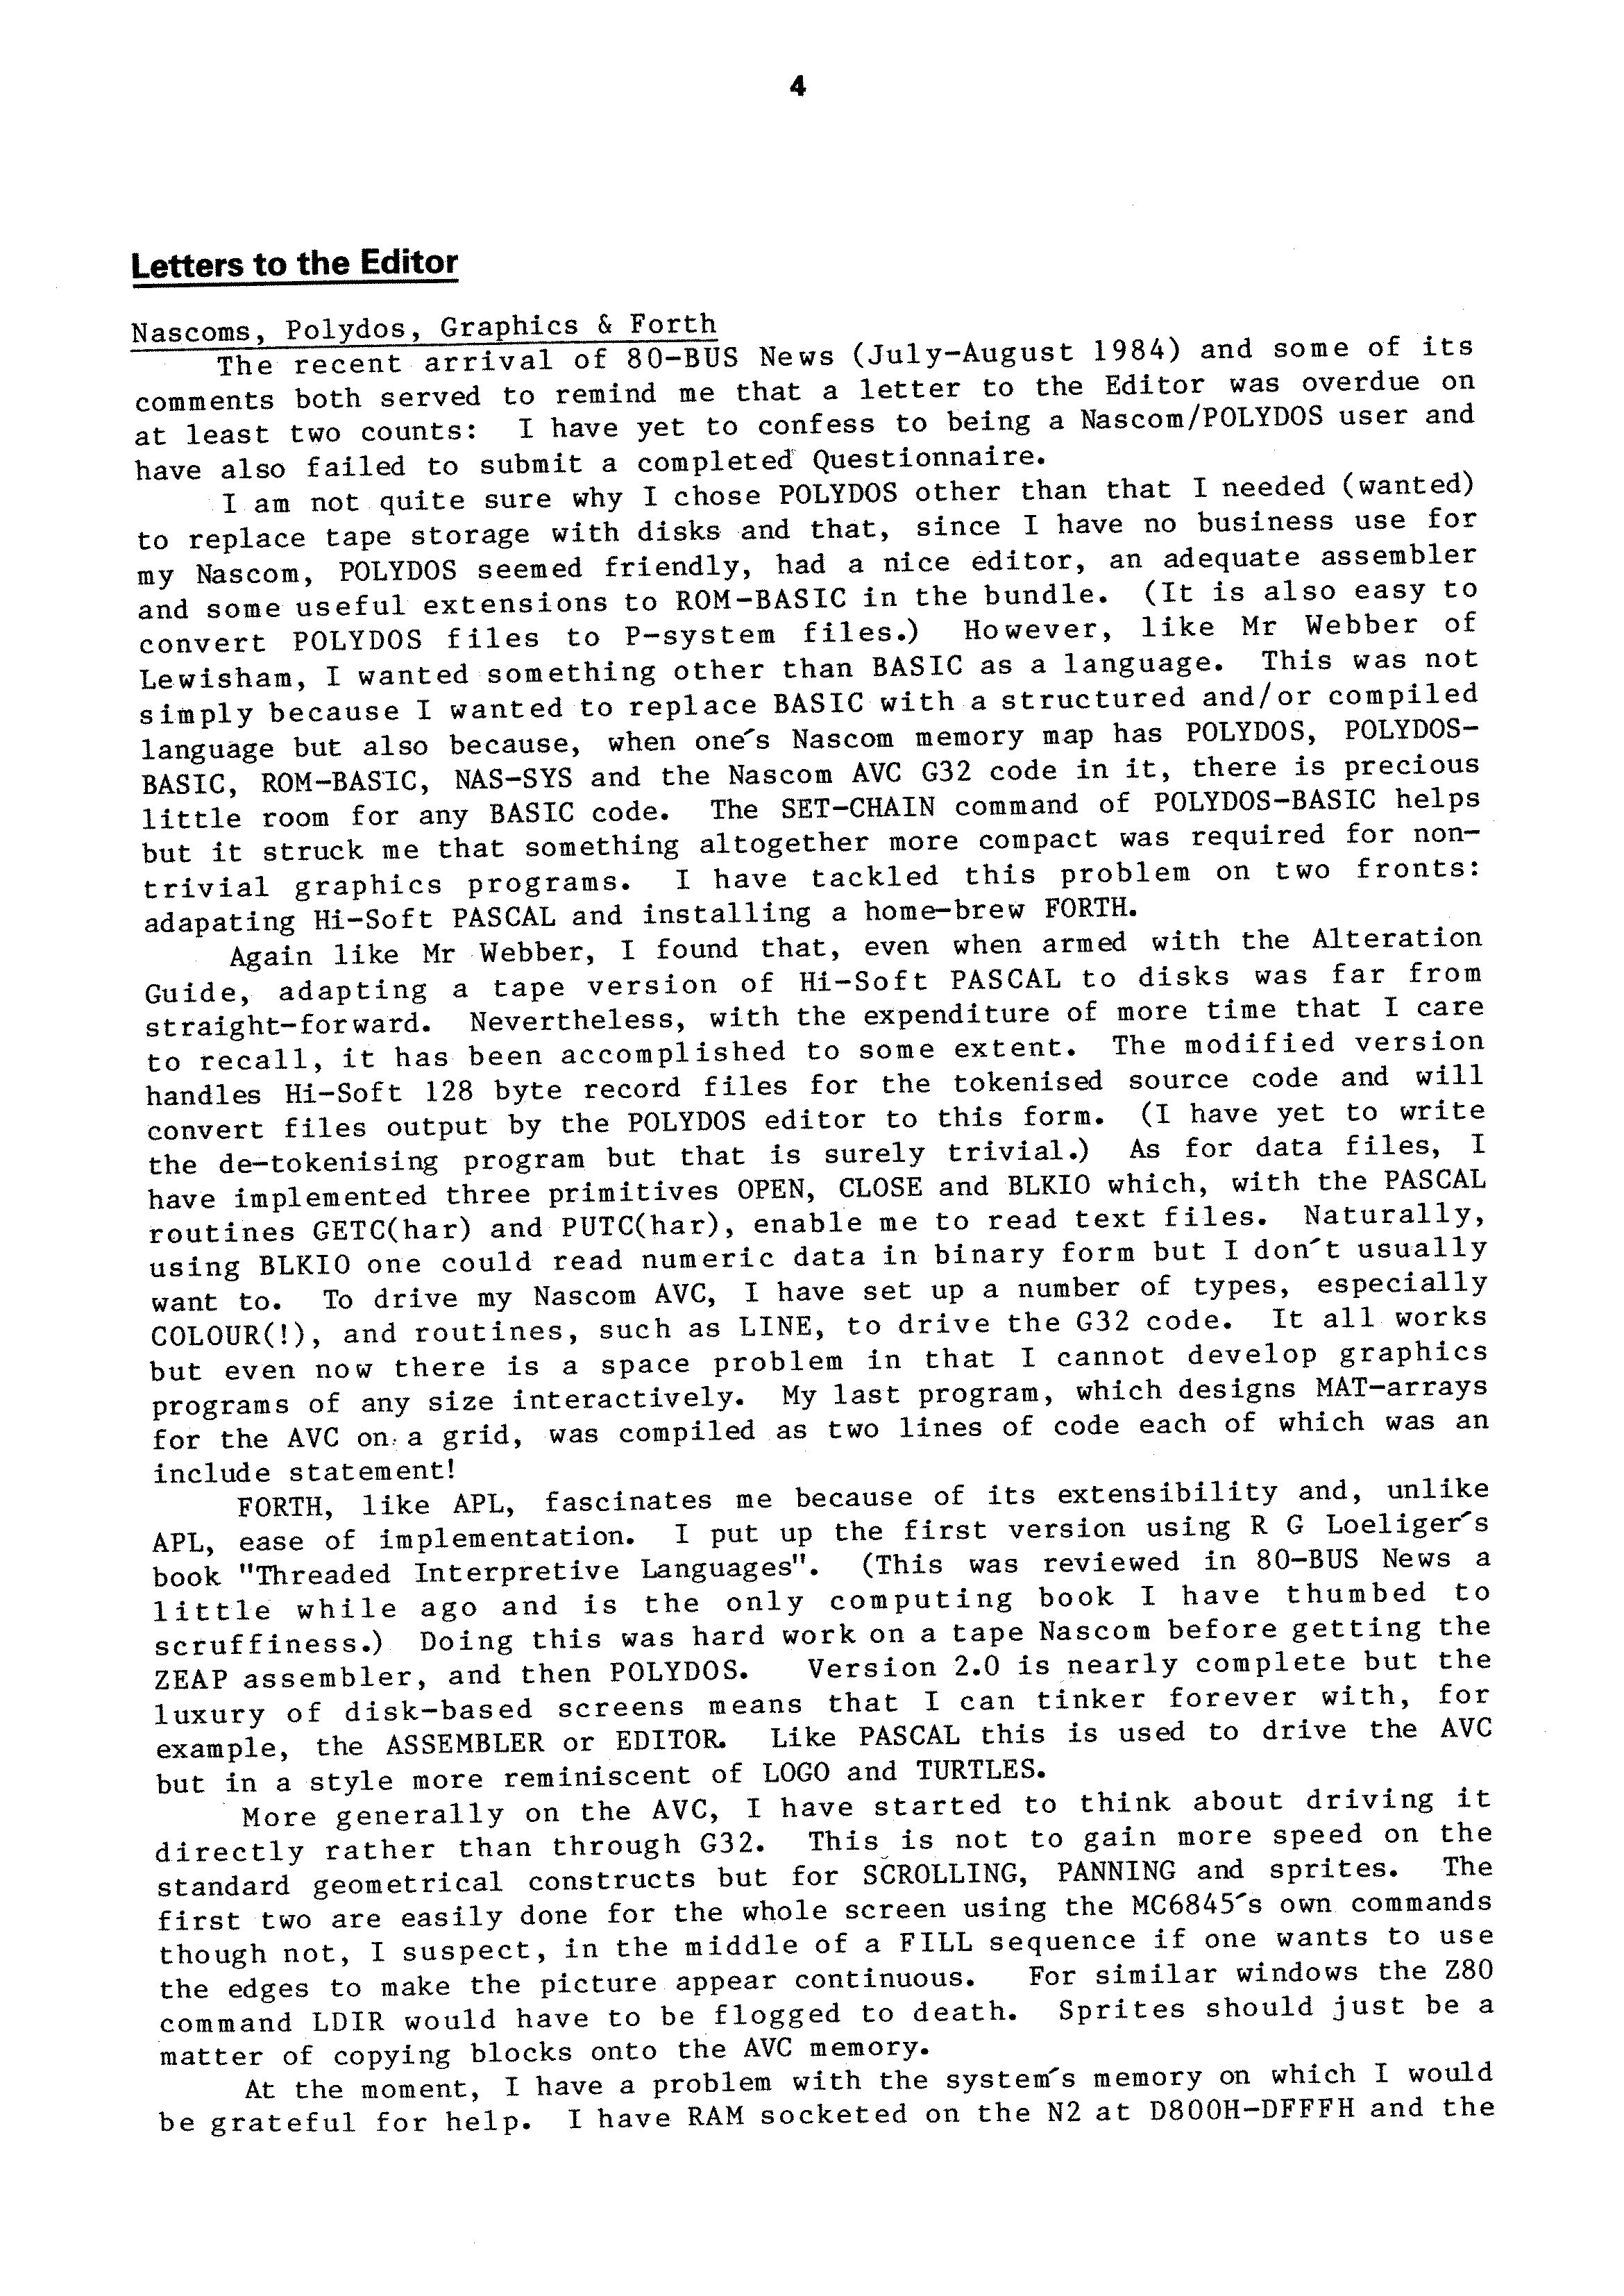 4
Letters to the Editor
Nascoms, Polydos, Graphics & Forth
The recent arrival of 80-BUS News (July-August 1984) and some of its
comments both served to remind me that a letter to the Editor was overdue on
at least two counts: I have yet to confess to being a Nascom/POLYDOS user and
have also failed to submit a completed Questionnaire.
I am not quite sure why I chose POLYDOS other than that I needed (wanted)
to replace tape storage with disks and that, since I have no business use for
my Nascom, POLYDOS seemed friendly, had a nice editor, an adequate assembler
and some useful extensions to ROM-BASIC in the bundle. (It is also easy to
convert POLYDOS files to P-system files.) However, like Mr Webber of
Lewisham, I wanted something other than BASIC as a language. This was not
simply because I wanted to replace BASIC with a structured and/or compiled
language but also because, when one's Nascom memory map has POLYDOS, POLYDOS-
BASIC, ROM-BASIC, NAS-SYS and the Nascom AVC G32 code in it, there is precious
little room for any BASIC code. The SET-CHAIN command of POLYDOS-BASIC helps
but it struck me that something altogether more compact was required for non-
trivial graphics programs. I have tackled this problem on two fronts:
adapating Hi-Soft PASCAL and installing a home-brew FORTH.
Again like Mr Webber, I found that, even when armed with the Alteration
Guide, adapting a tape version of Hi-Soft PASCAL to disks was far from
straight-forward. Nevertheless, with the expenditure of more time that I care
to recall, it has been accomplished to some extent. The modified version
handles Hi-Soft 128 byte record files for the tokenised source code and will
convert files output by the POLYDOS editor to this form. (I have yet to write
the de-tokenising program but that is surely trivial.) As for data files, I
have implemented three primitives OPEN, CLOSE and BLKIO which, with the PASCAL
routines GETC(har) and PUTC(har), enable me to read text files. Naturally,
using BLKIO one could read numeric data in binary form but I don't usually
want to. To drive my Nascom AVC, I have set up a number of types, especially
COLOUR(!), and routines, such as LINE, to drive the G32 code. It all works
but even now there is a space problem in that I cannot develop graphics
programs of any size interactively. My last program, which designs MAT-arrays
for the AVC on a grid, was compiled as two lines of code each of which was an
include statement!
FORTH, like APL, fascinates me because of its extensibility and, unlike
APL, ease of implementation. I put up the first version using R G Loeliger's
book "Threaded Interpretive Languages". (This was reviewed in 80-BUS News a
little while ago and is the only computing book I have thumbed to
scruffiness.) Doing this was hard work on a tape Nascom before getting the
ZEAP assembler, and then POLYDOS. Version 2.0 is nearly complete but the
luxury of disk-based screens means that I can tinker forever with, for
example, the ASSEMBLER or EDITOR. Like PASCAL this is used to drive the AVC
but in a style more reminiscent of LOGO and TURTLES.
More generally on the AVC, I have started to think about driving it
directly rather than through G32. This is not to gain more speed on the
standard geometrical constructs but for SCROLLING, PANNING and sprites. The
first two are easily done for the whole screen using the MC6845's own commands
though not, I suspect, in the middle of a FILL sequence if one wants to use
the edges to make the picture appear continuous. For similar windows the Z80
command LDIR would have to be flogged to death. Sprites should just be a
matter of copying blocks onto the AVC memory.
At the moment, I have a problem with the system's memory on which I would
be grateful for help. I have RAM socketed on the N2 at D800H-DFFFH and the